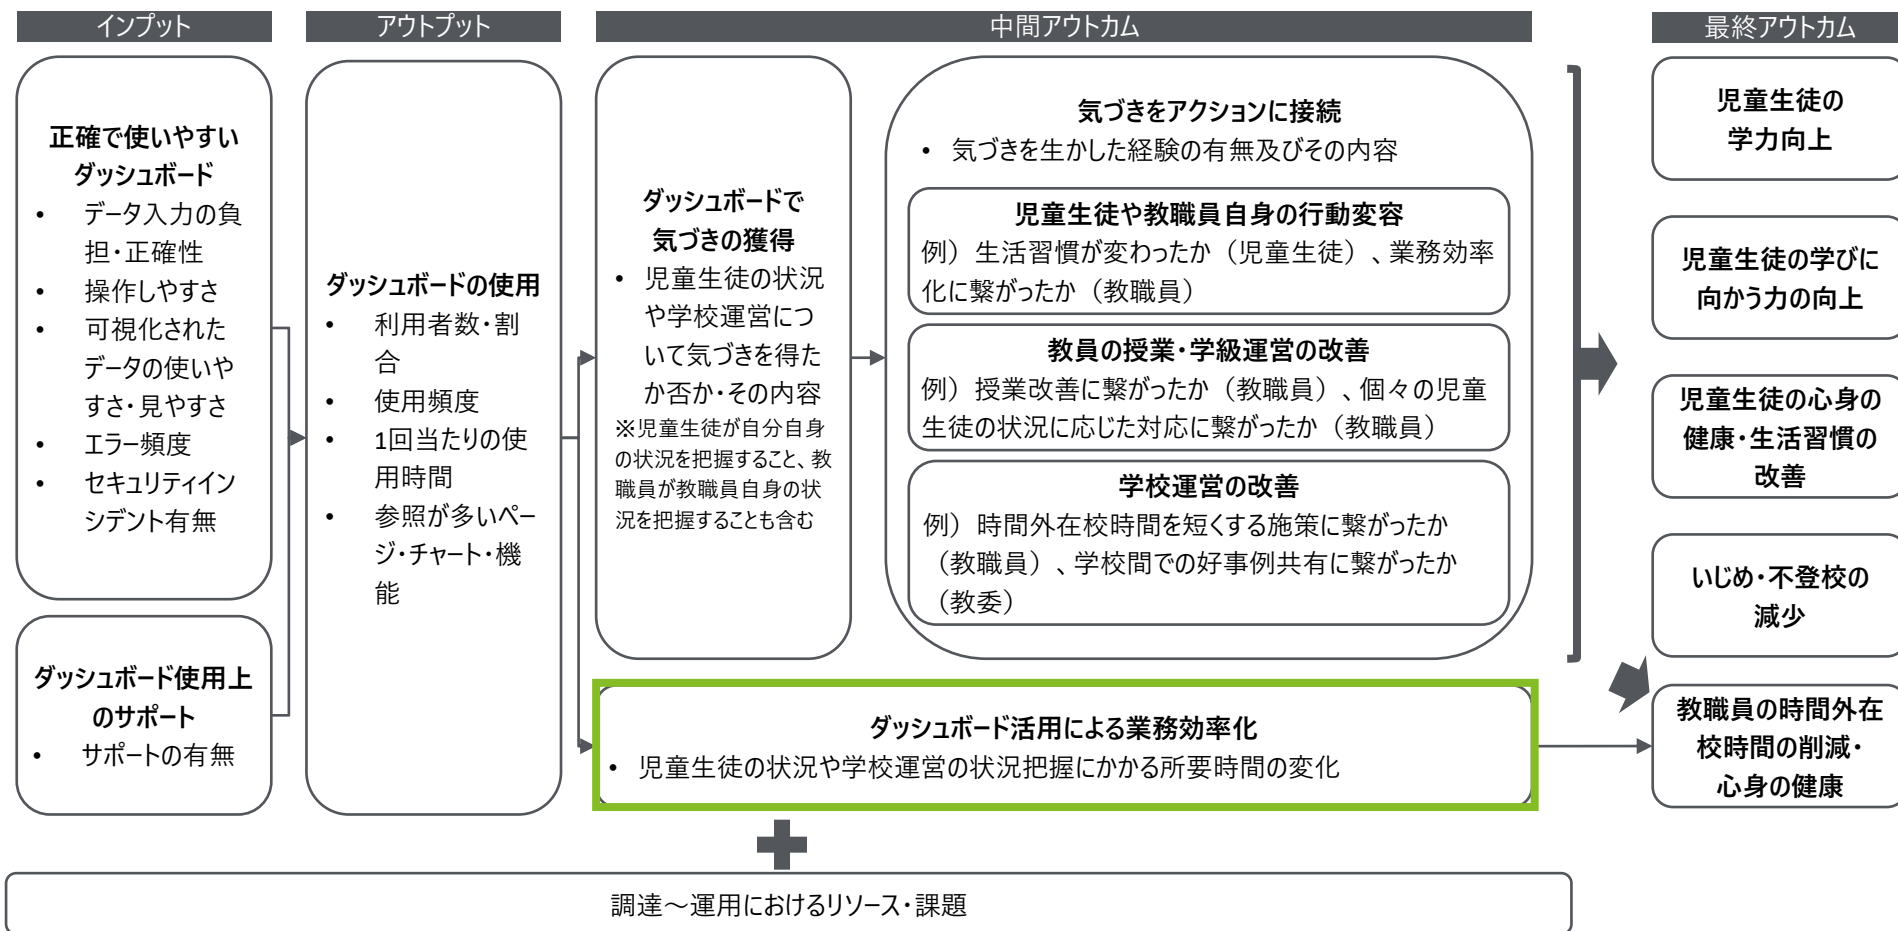 インプット
アウトプット
中間アウトカム
最終アウトカム
正確で使いやすい
ダッシュボード
• データ入力の負
担・正確性
• 操作しやすさ
• 可視化された
データの使いや
すさ・見やすさ
• エラー頻度
• セキュリティイン
シデント有無
ダッシュボード使用上
のサポート
• サポートの有無
ダッシュボードの使用
• 利用者数・割
合
• 使用頻度
• 1回当たりの使
用時間
• 参照が多いペー
ジ・チャート・機
能
ダッシュボードで
気づきの獲得
• 児童生徒の状況
や学校運営につ
いて気づきを得た
か否か・その内容
※児童生徒が自分自身
の状況を把握すること、教
職員が教職員自身の状
況を把握することも含む
気づきをアクションに接続
• 気づきを生かした経験の有無及びその内容
児童生徒や教職員自身の行動変容
例）生活習慣が変わったか（児童生徒）、業務効率
化に繋がったか（教職員）
教員の授業・学級運営の改善
例）授業改善に繋がったか（教職員）、個々の児童
生徒の状況に応じた対応に繋がったか（教職員）
学校運営の改善
例）時間外在校時間を短くする施策に繋がったか
（教職員）、学校間での好事例共有に繋がったか
（教委）
ダッシュボード活用による業務効率化
• 児童生徒の状況や学校運営の状況把握にかかる所要時間の変化
児童生徒の
学力向上
児童生徒の学びに
向かう力の向上
児童生徒の心身の
健康・生活習慣の
改善
いじめ・不登校の
減少
教職員の時間外在
校時間の削減・
心身の健康
調達～運用におけるリソース・課題